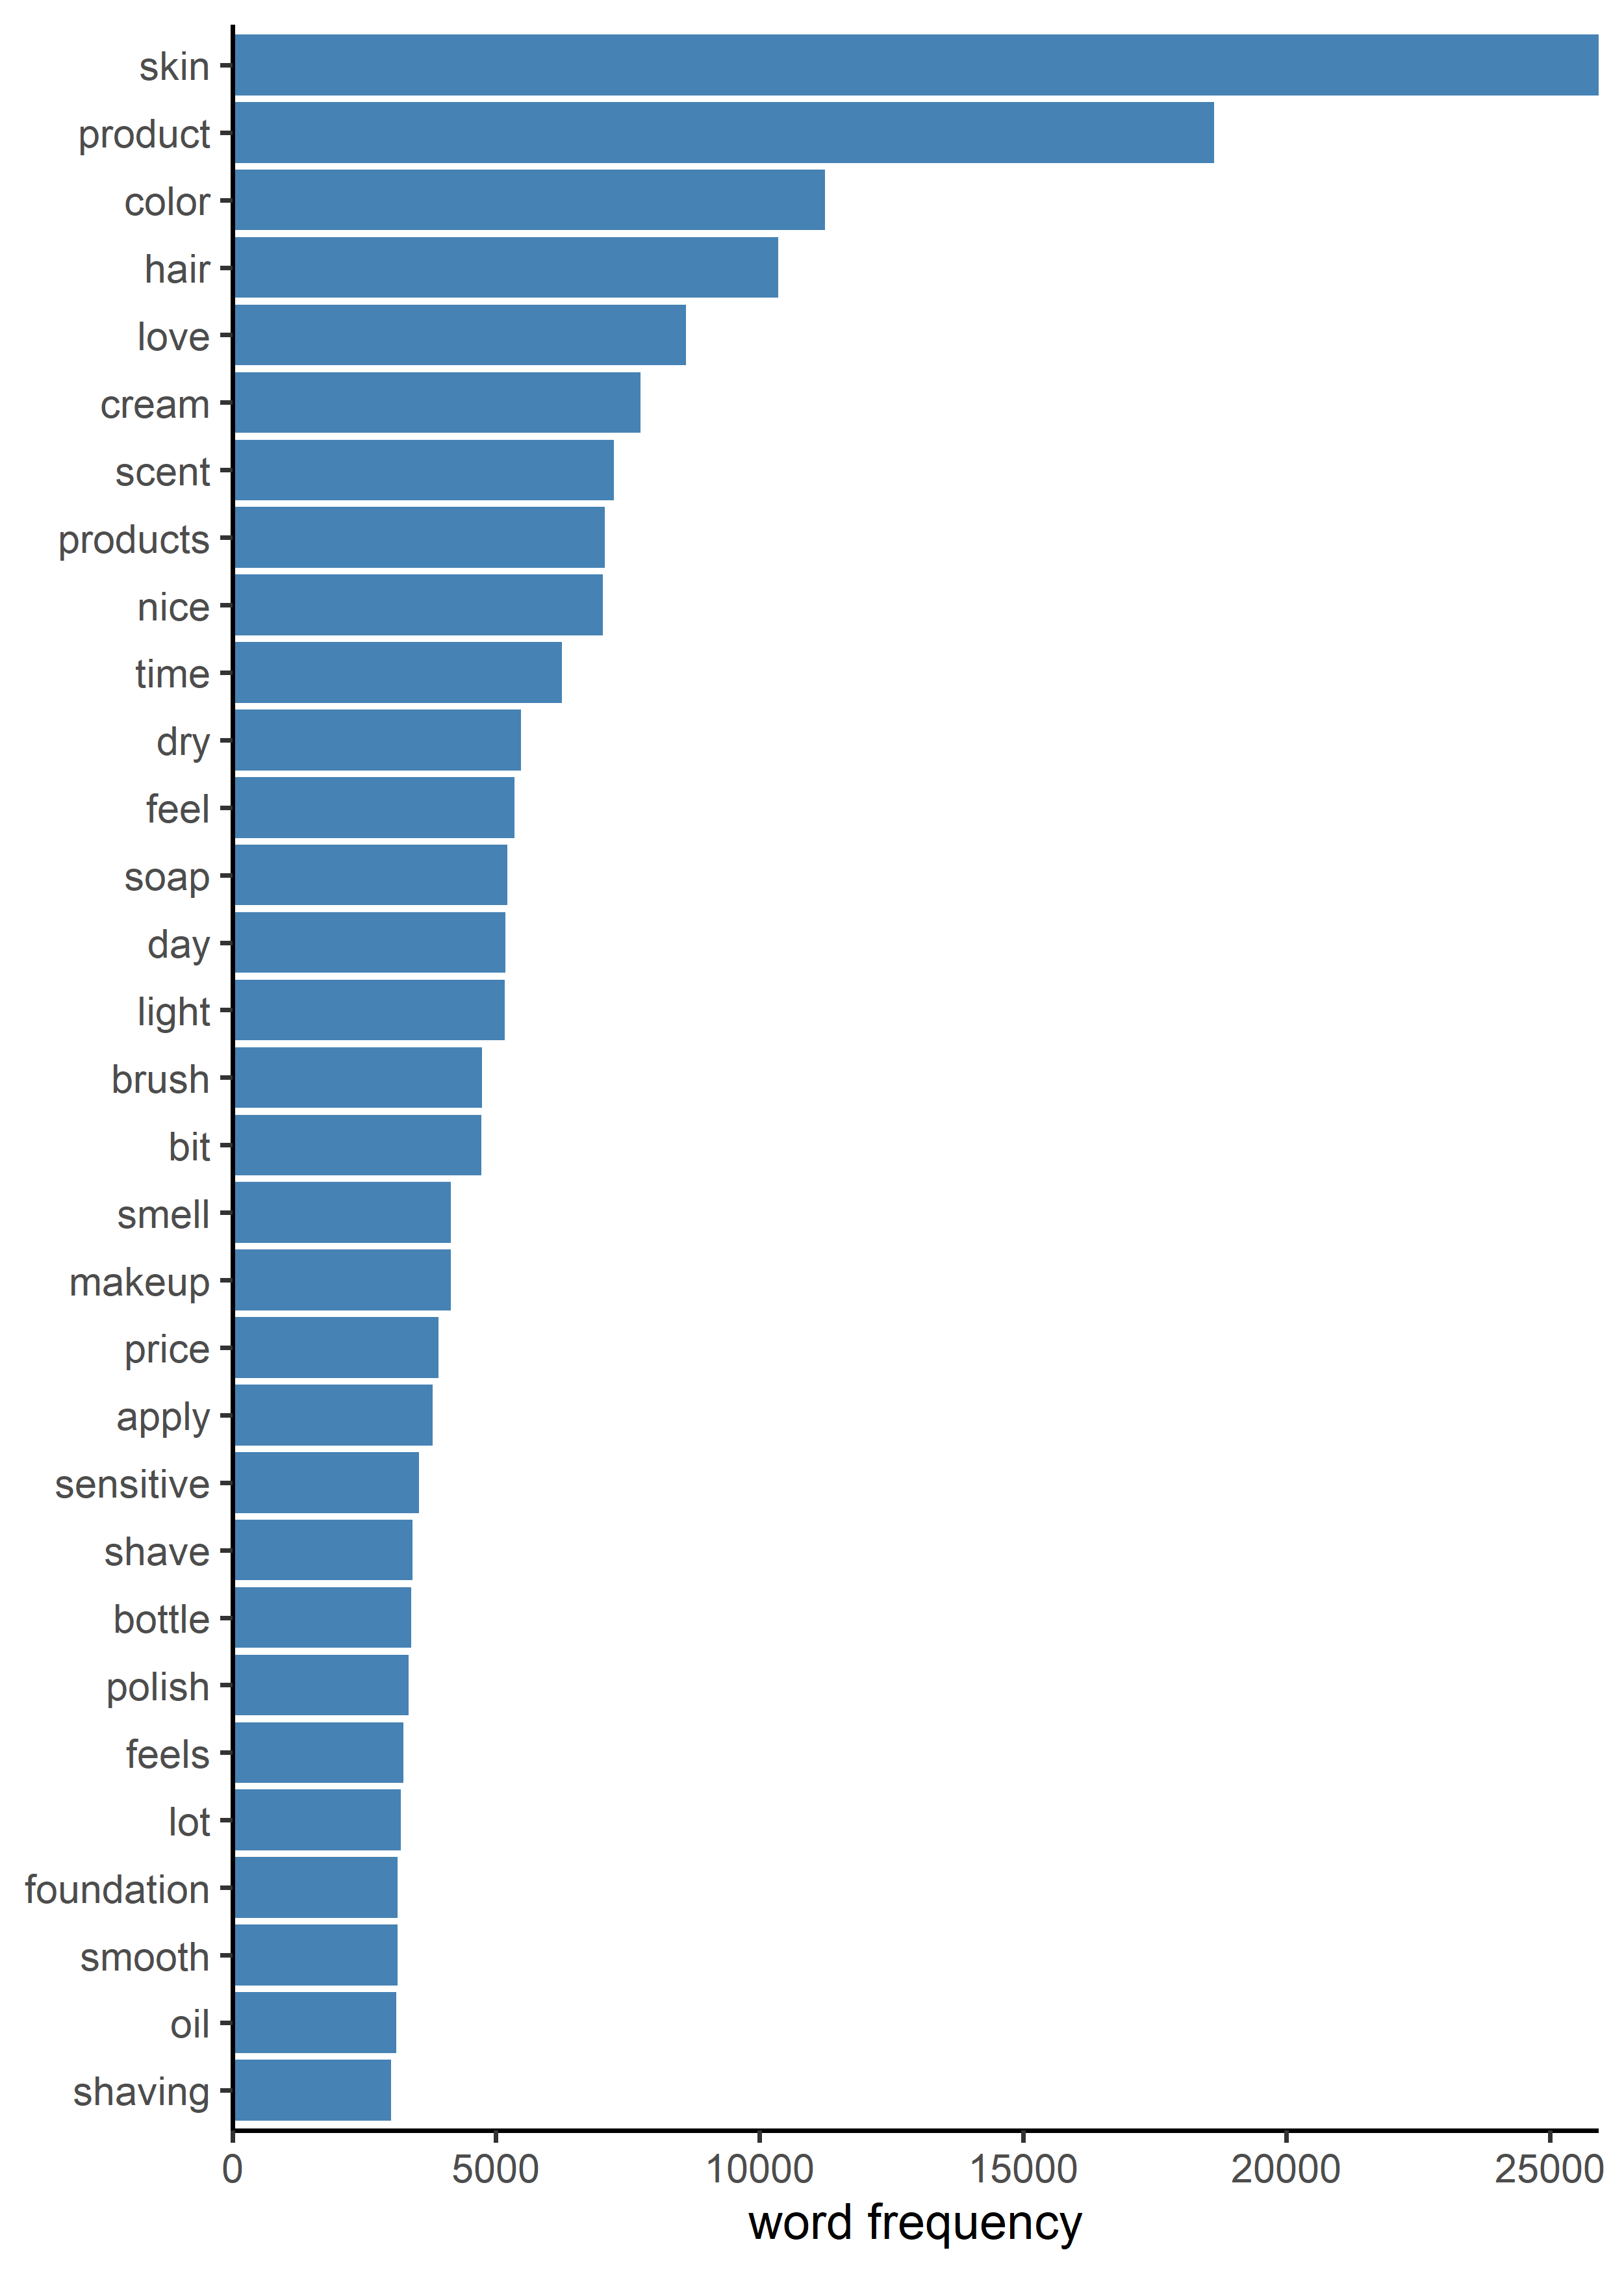 skin
product
color
hair
love
cream
scent
products
nice
time
dry
feel
soap
day
light
brush
bit
smell
makeup
price
apply
sensitive
shave
bottle
polish
feels
lot
foundation
smooth
oil
shaving
0 5000 10000 15000 20000 25000
word frequency